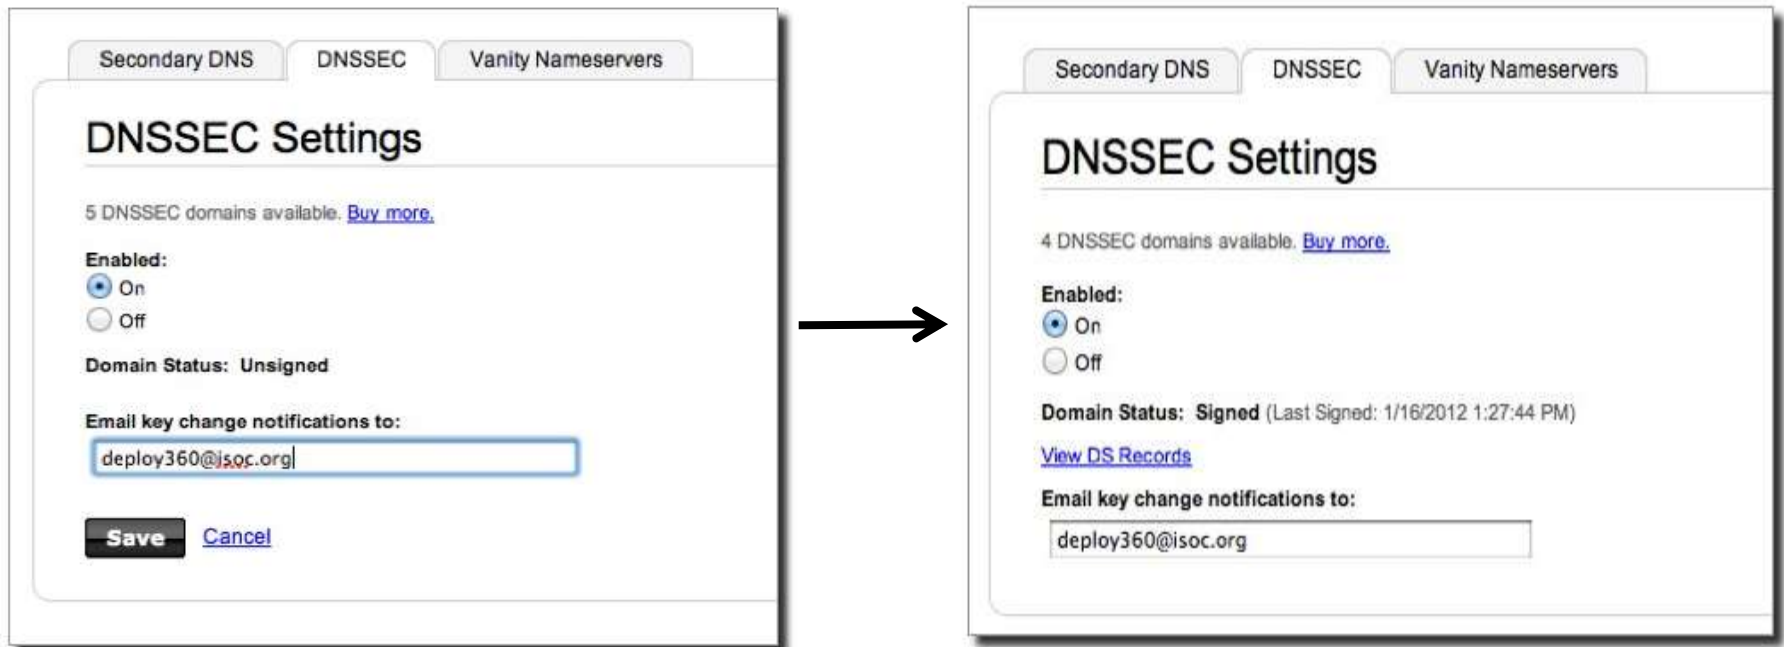 Secondary DNS DNSSEC Vanity Nameservers
DNSSEC Settings
5 DNSSEC domains available. Buy more.
Enabled:
On
Off
Domain Status: Unsigned
Email key change notifications to:
deploy360@isoc.org
Save Cancel
Secondary DNS DNSSEC Vanity Nameservers
DNSSEC Settings
4 DNSSEC domains available. Buy more.
Enabled:
On
Off
Domain Status: Signed (Last Signed: 1/16/2012 1:27:44 PM)
View DS Records
Email key change notifications to:
deploy360@isoc.org